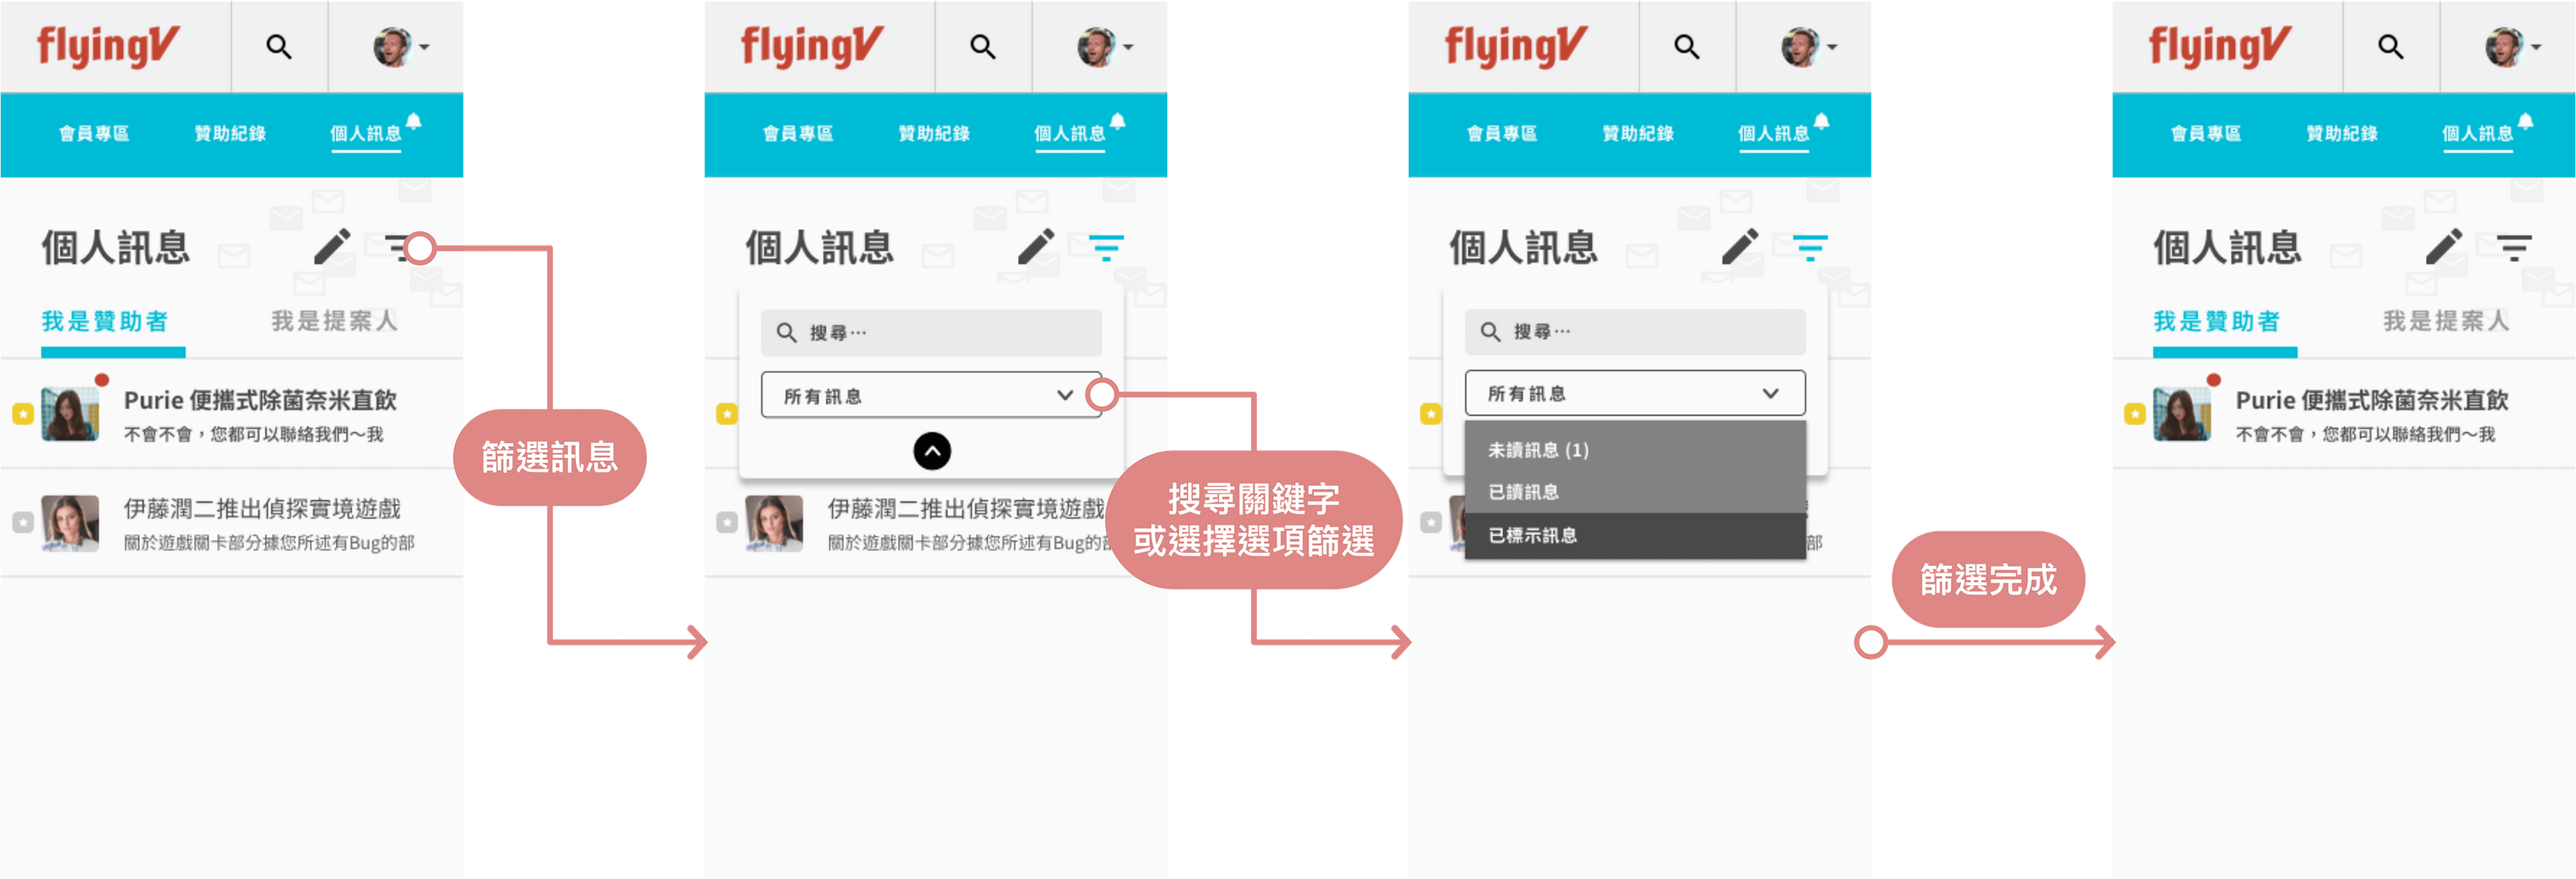 flyingV
會員專區 贊助紀錄 個人訊息
個人訊息
我是贊助者 我是提案人
Purie 便攜式除菌奈米直飲
不會不會，您都可以聯絡我們～我
伊藤潤二推出偵探實境遊戲
關於遊戲關卡部分據您所述有Bug的部
篩選訊息
flyingV
會員專區 贊助紀錄 個人訊息
個人訊息
搜尋…
所有訊息
伊藤潤二推出偵探實境遊戲
關於遊戲關卡部分據您所述有Bug的部
搜尋關鍵字
或選擇選項篩選
flyingV
會員專區 贊助紀錄 個人訊息
個人訊息
搜尋…
所有訊息
未讀訊息 (1)
已讀訊息
已標示訊息
部
篩選完成
flyingV
會員專區 贊助紀錄 個人訊息
個人訊息
我是贊助者 我是提案人
Purie 便攜式除菌奈米直飲
不會不會，您都可以聯絡我們～我